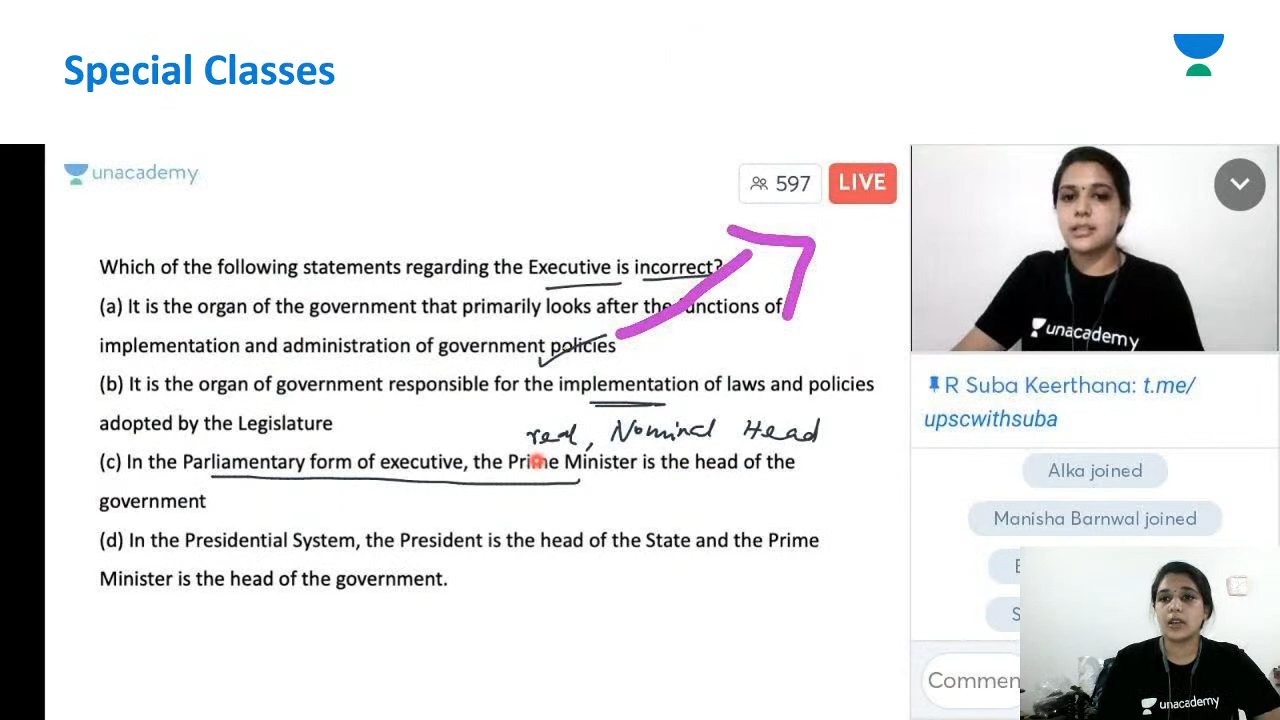 Special Classes
unacademy
597
LIVE
Which of the following statements regarding the Executive is incorrect?
(a) It is the organ of the government that primarily looks after the functions of
implementation and administration of government policies
(b) It is the organ of government responsible for the implementation of laws and policies
adopted by the Legislature
real, Nominal Head
(c) In the Parliamentary form of executive, the Prime Minister is the head of the
government
(d) In the Presidential System, the President is the head of the State and the Prime
Minister is the head of the government.
unacademy
R Suba Keerthana: t.me/
upscwithsuba
Alka joined
Manisha Barnwal joined
unacademy